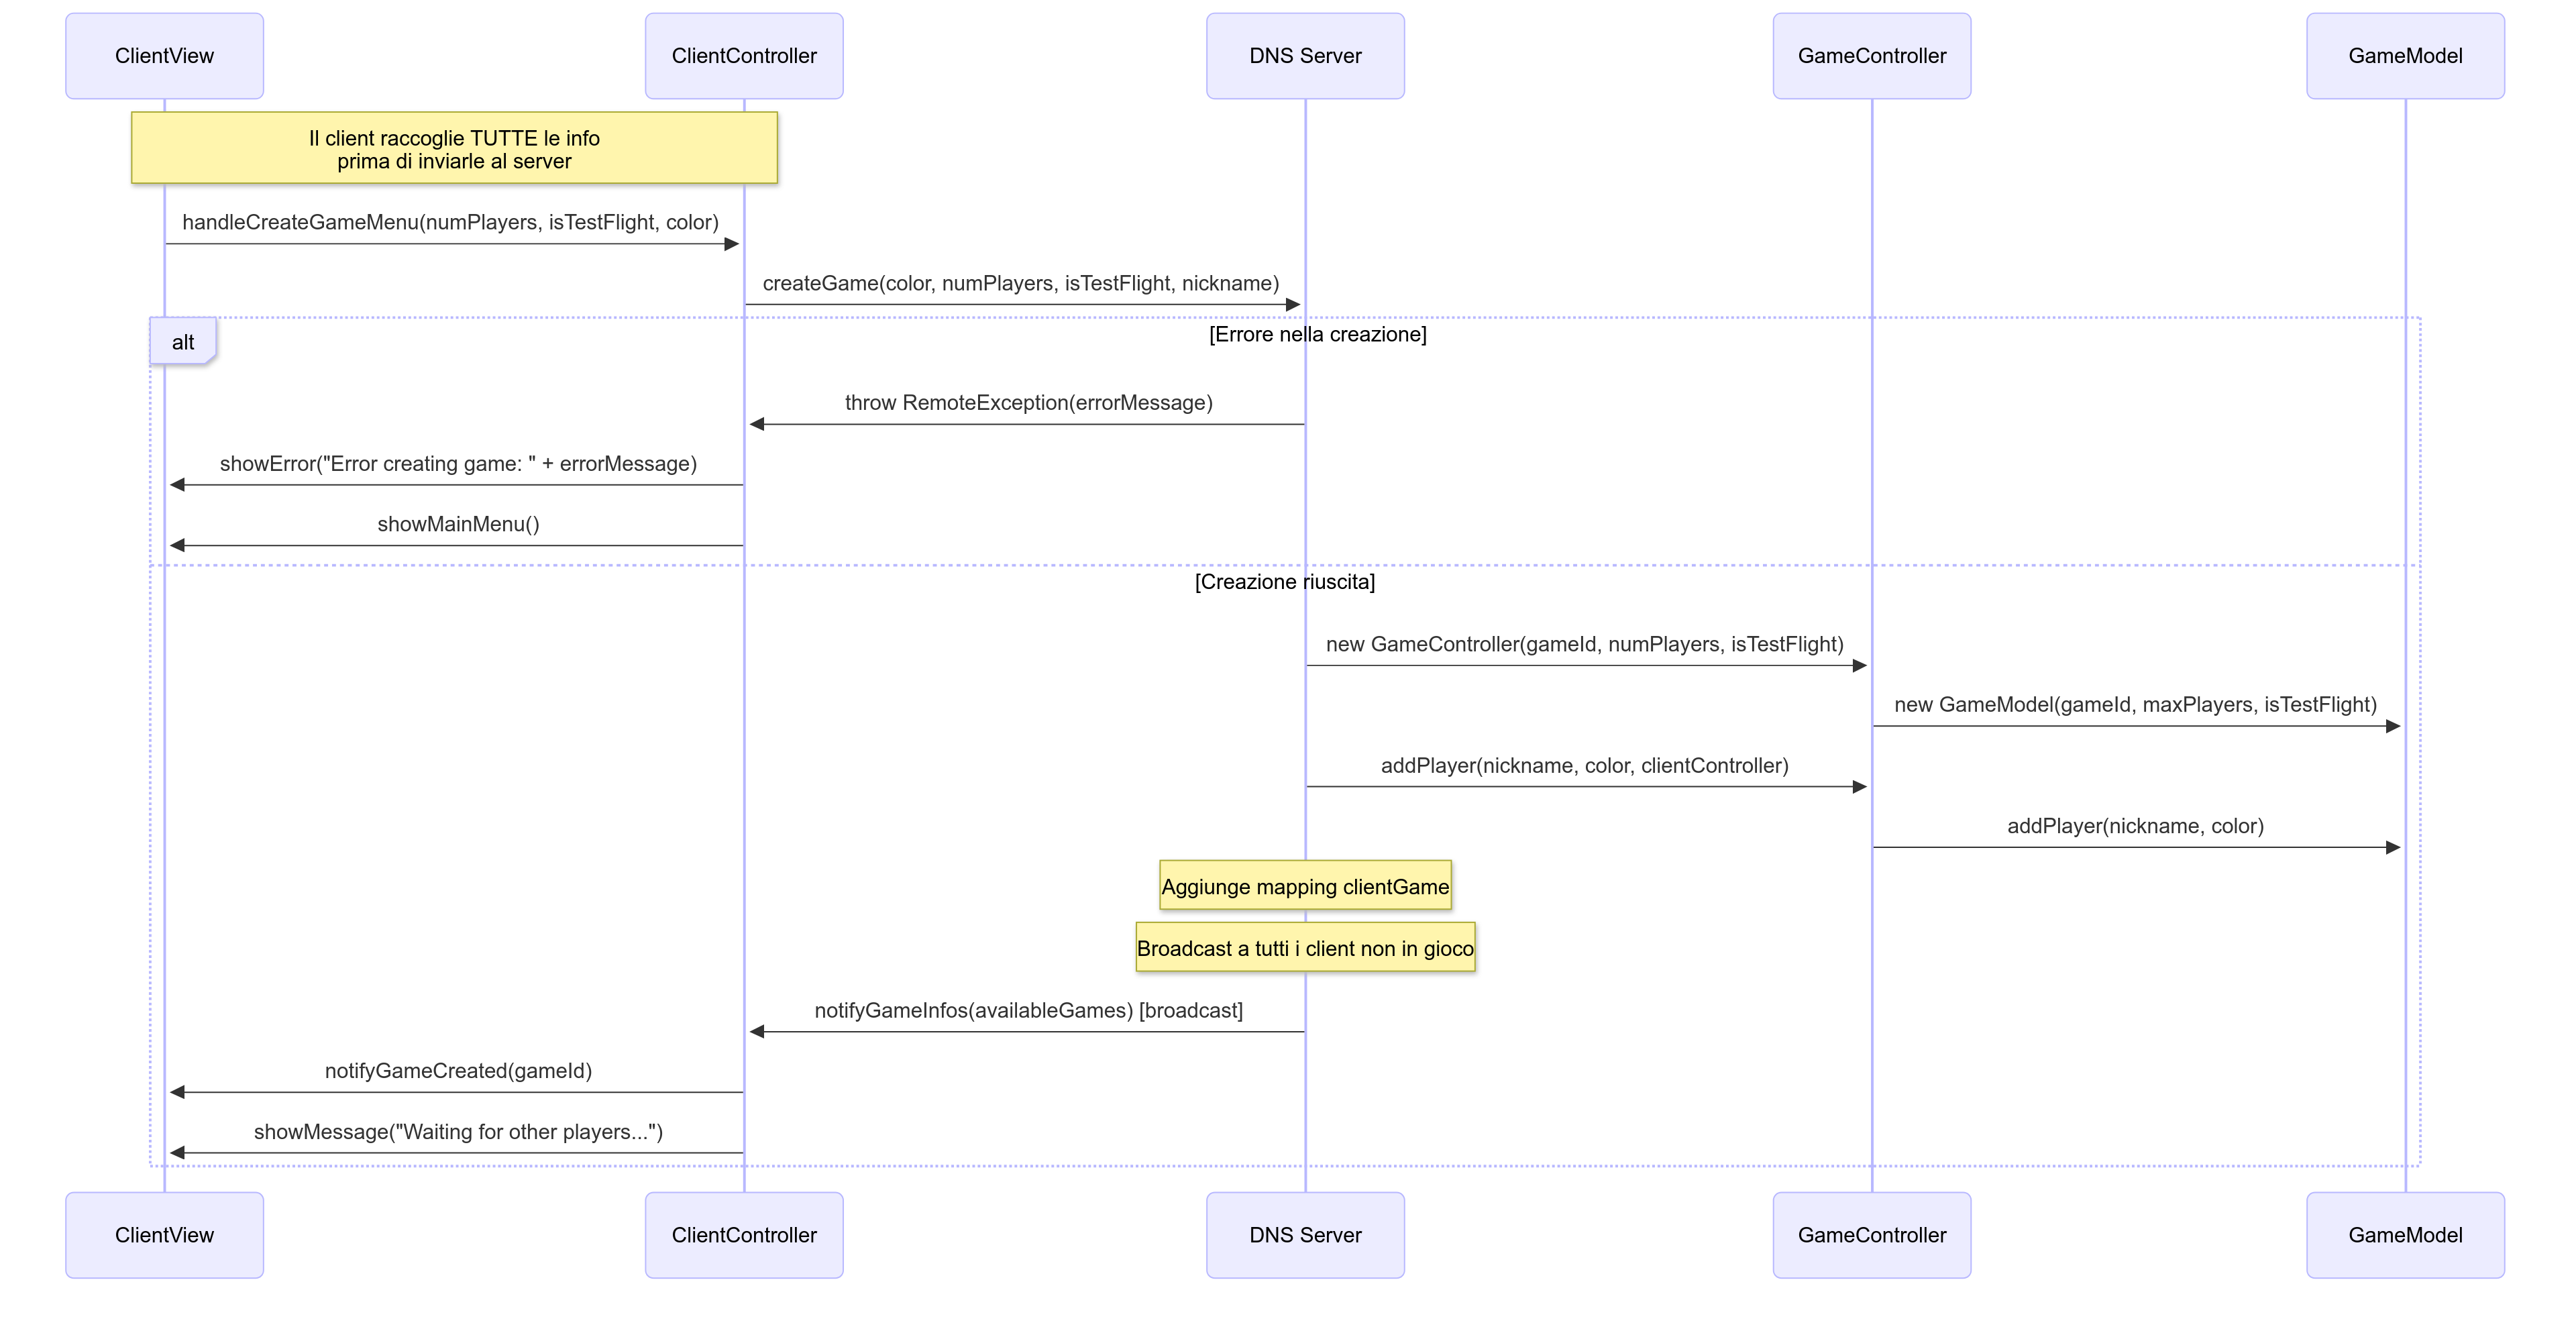 ClientView
ClientController
DNS Server
GameController
GameModel
Il client raccoglie TUTTE le info
prima di inviarle al server
handleCreateGameMenu(numPlayers, isTestFlight, color)
createGame(color, numPlayers, isTestFlight, nickname)
alt
[Errore nella creazione]
throw RemoteException(errorMessage)
showError("Error creating game: " + errorMessage)
showMainMenu()
[Creazione riuscita]
new GameController(gameId, numPlayers, isTestFlight)
new GameModel(gameId, maxPlayers, isTestFlight)
addPlayer(nickname, color, clientController)
addPlayer(nickname, color)
Aggiunge mapping clientGame
Broadcast a tutti i client non in gioco
notifyGameInfos(availableGames) [broadcast]
notifyGameCreated(gameId)
showMessage("Waiting for other players...")
ClientView
ClientController
DNS Server
GameController
GameModel